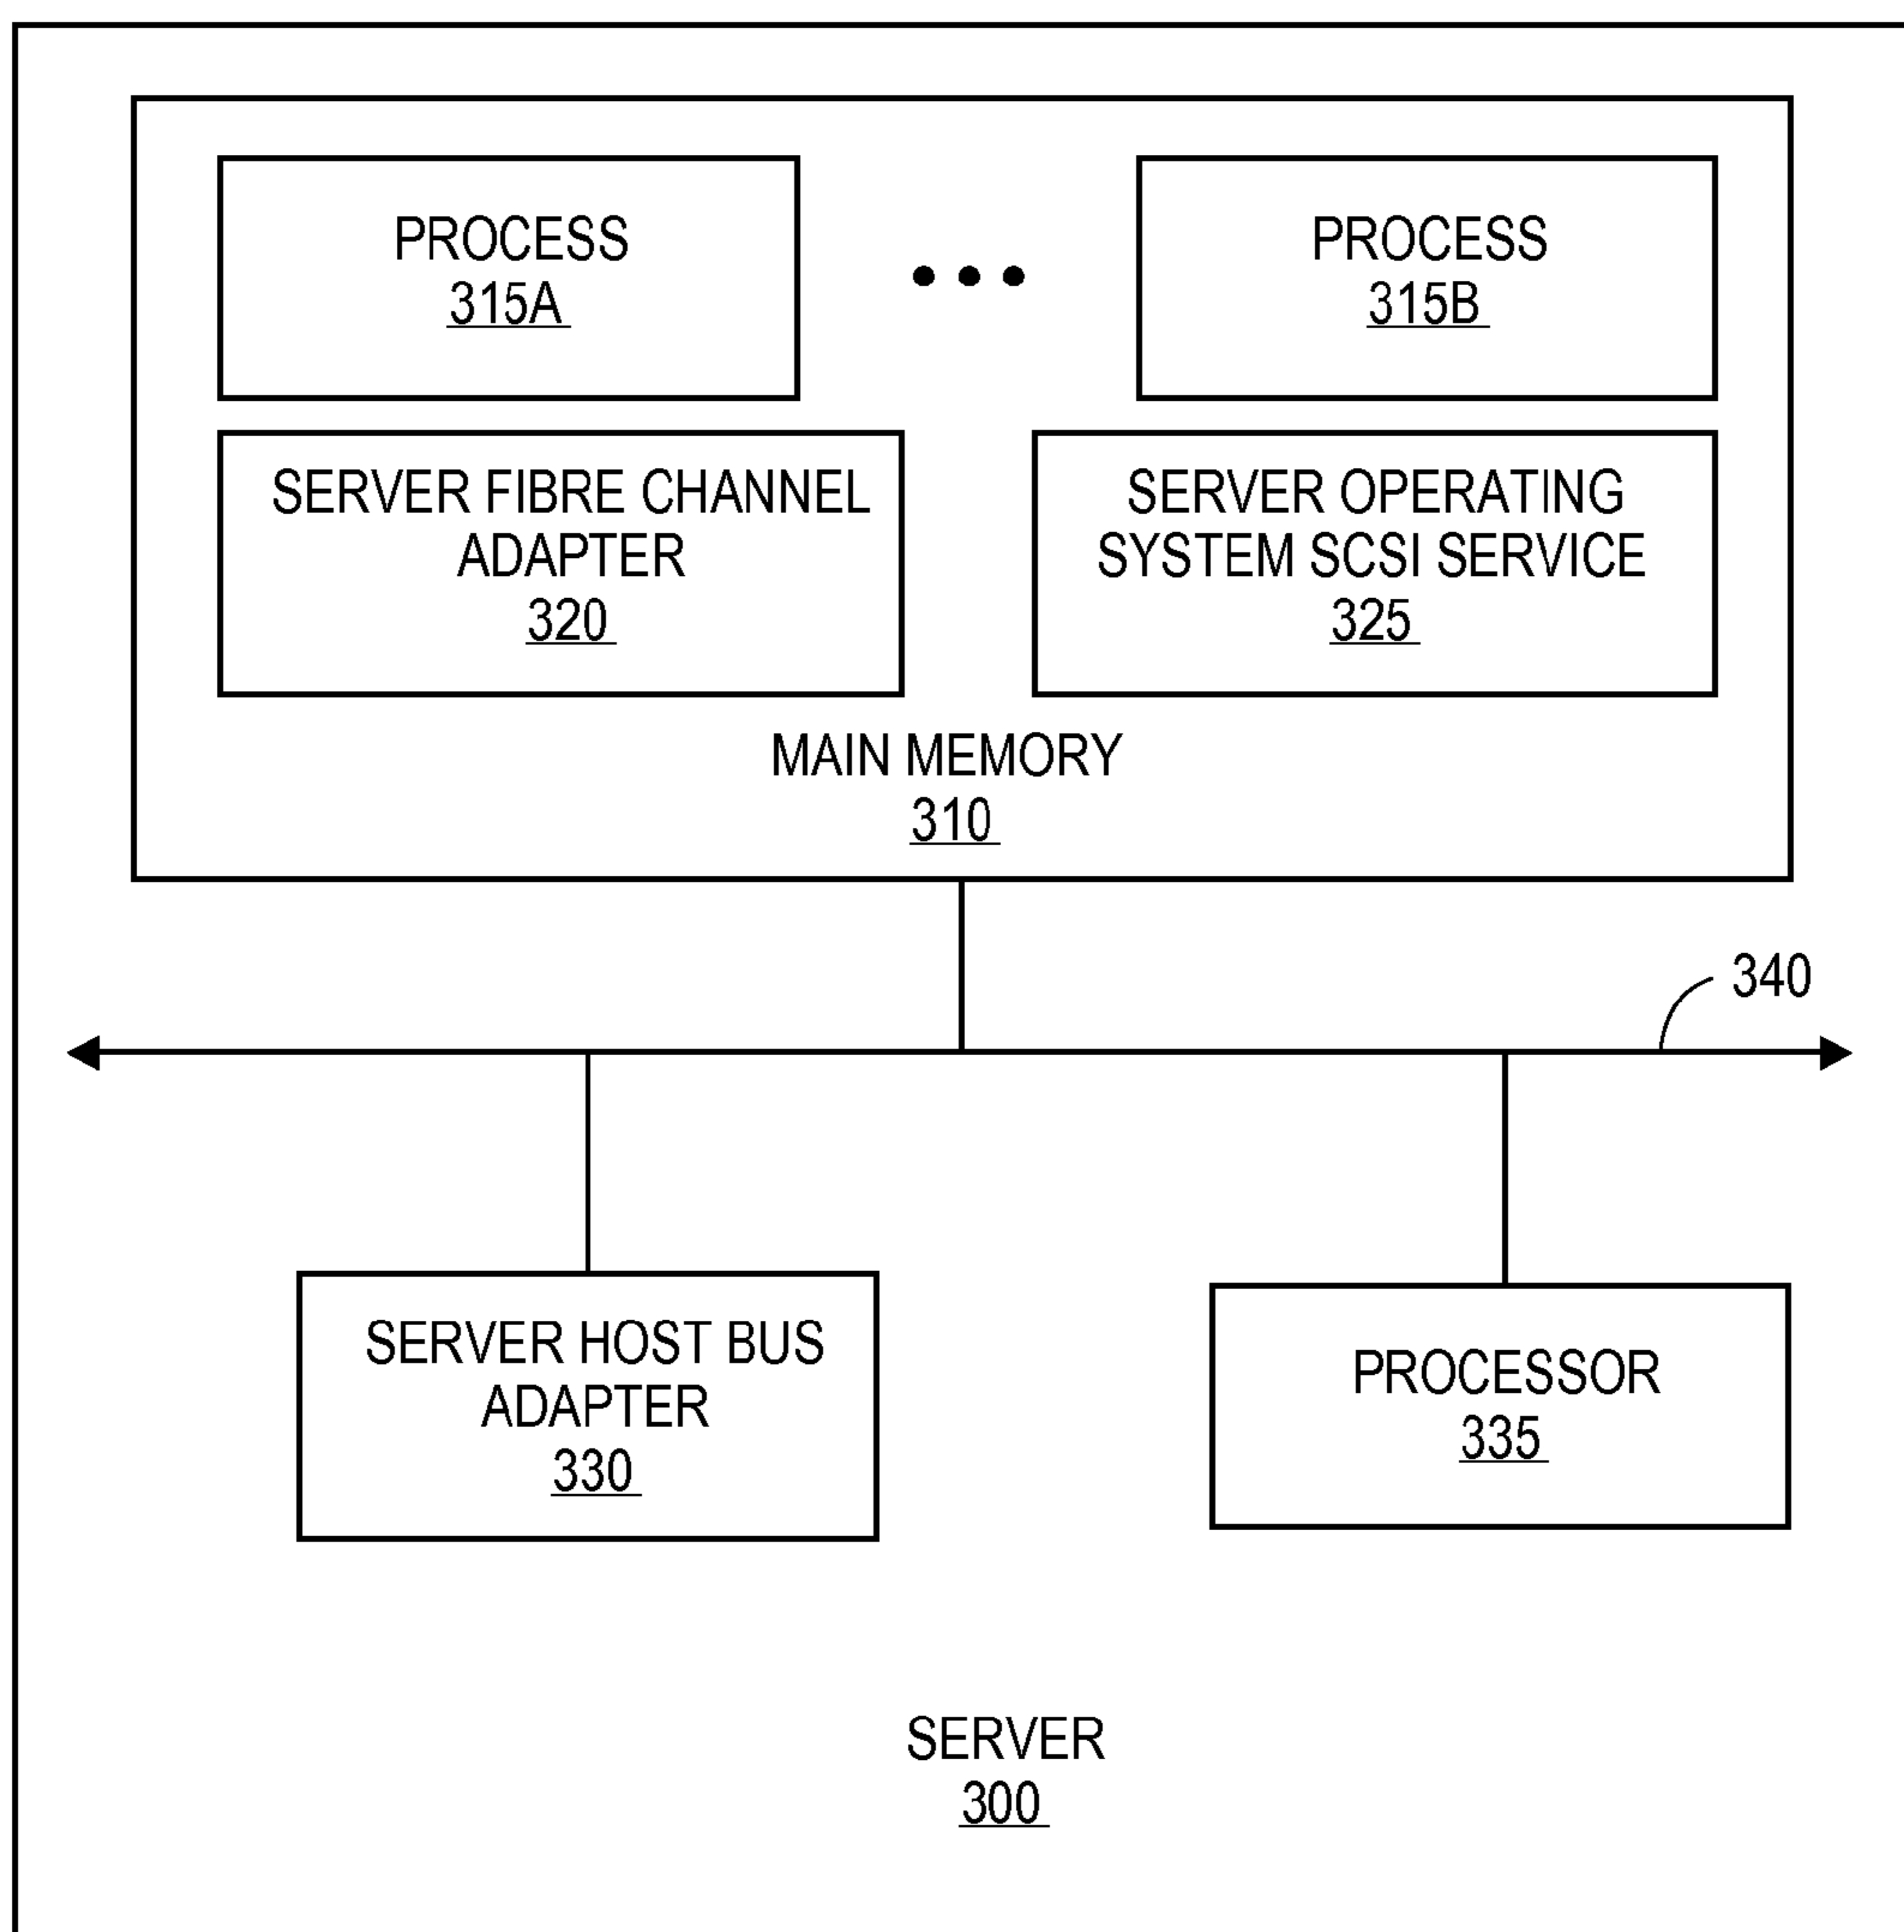 PROCESS
315A
PROCESS
315B
SERVER FIBRE CHANNEL
ADAPTER
320
SERVER OPERATING
SYSTEM SCSI SERVICE
325
MAIN MEMORY
310
340
SERVER HOST BUS
ADAPTER
330
PROCESSOR
335
SERVER
300